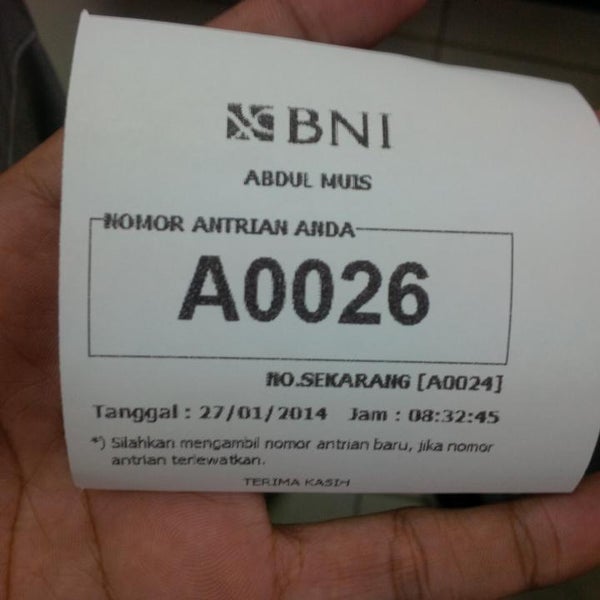 BNI
ABDUL MUIS
NOMOR ANTRIAN ANDA
A0026
NO.SEKARANG [A0024]
Tanggal : 27/01/2014 Jam : 08:32:45
*) Silahkan mengambil nomor antrian baru, jika nomor
antrian terlewatkan.
TERIMA KASIH